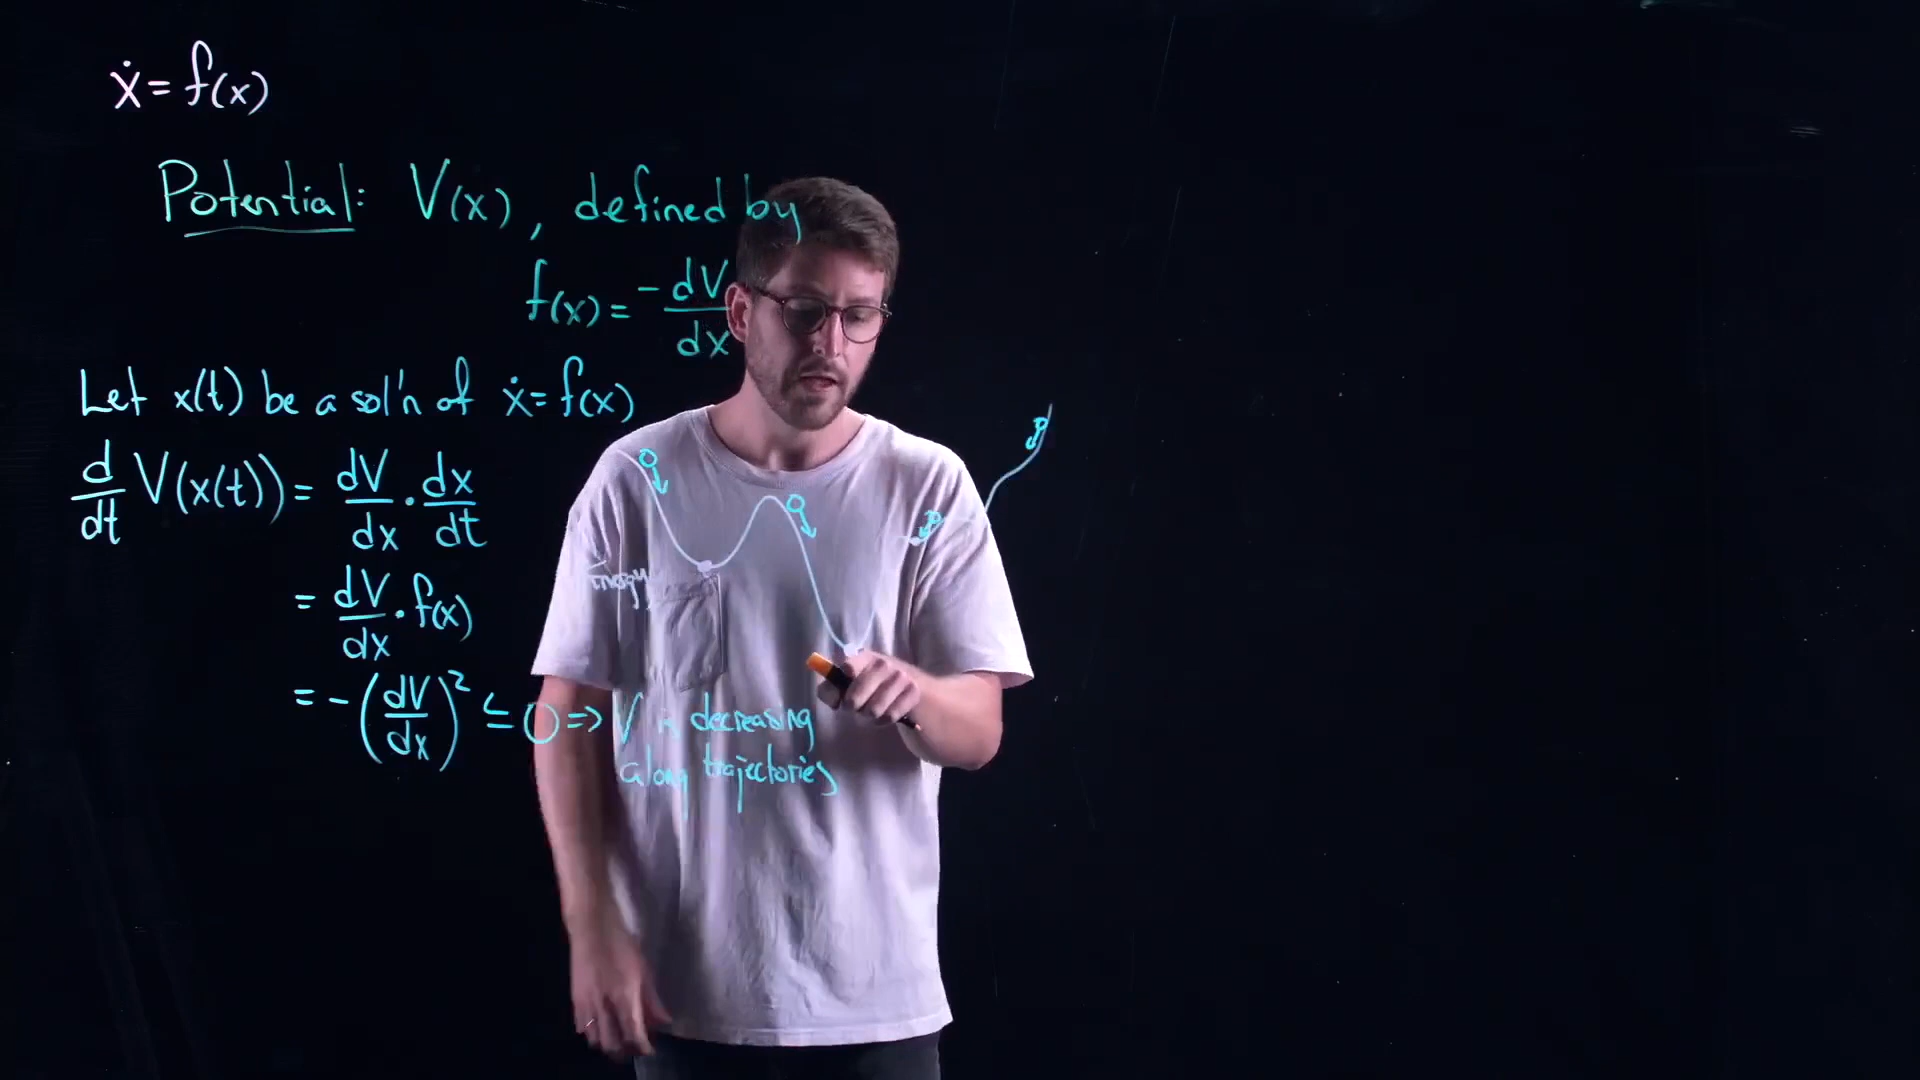 ẋ = f(x)
Potential: V(x), defined by
f(x) = -dV/dx
Let x(t) be a sol'n of ẋ = f(x)
d/dt V(x(t)) = dV/dx · dx/dt
= dV/dx · f(x)
= -(dV/dx)² ≤ 0 => V is decreasing
along trajectories